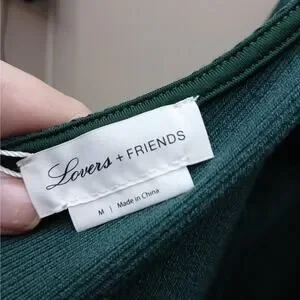 Lovers + FRIENDS
M | Made in China